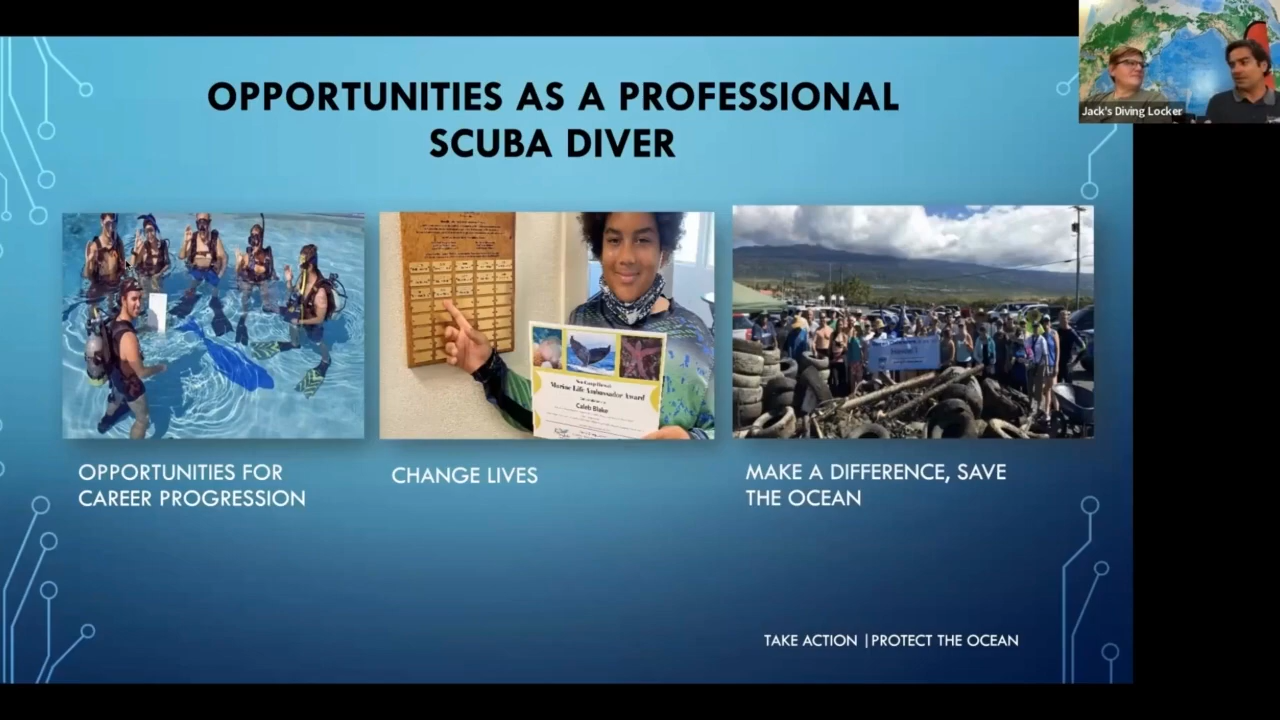 OPPORTUNITIES AS A PROFESSIONAL
SCUBA DIVER
Jack's Diving Locker
Marine Life Ambassador Award
Caleb Blake
OPPORTUNITIES FOR
CAREER PROGRESSION
CHANGE LIVES
MAKE A DIFFERENCE, SAVE
THE OCEAN
TAKE ACTION |PROTECT THE OCEAN